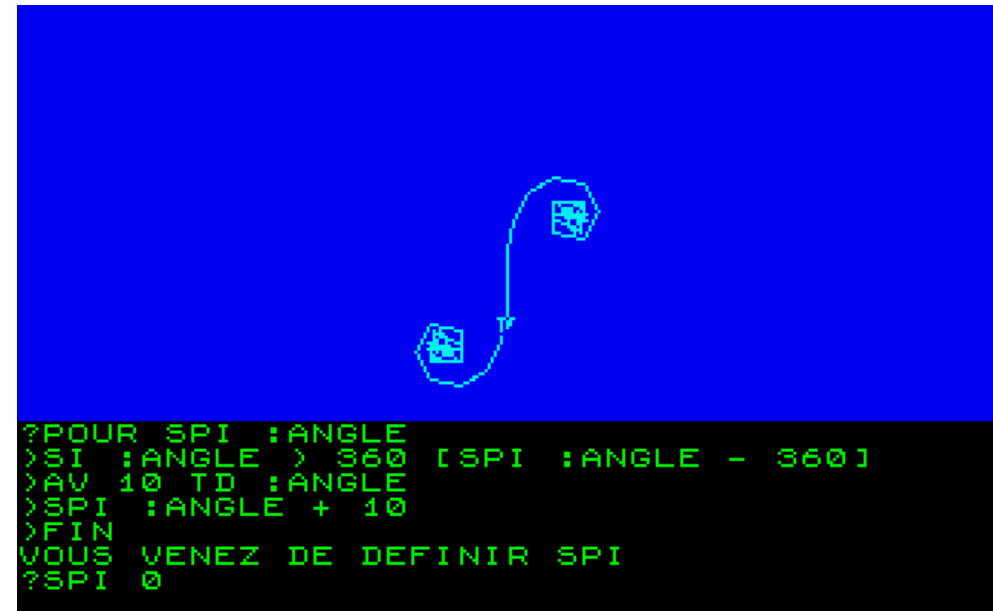 ?POUR SPI :ANGLE
>SI :ANGLE > 360 [SPI :ANGLE - 360]
>AV 10 TD :ANGLE
>SPI :ANGLE + 10
>FIN
VOUS VENEZ DE DEFINIR SPI
?SPI 0